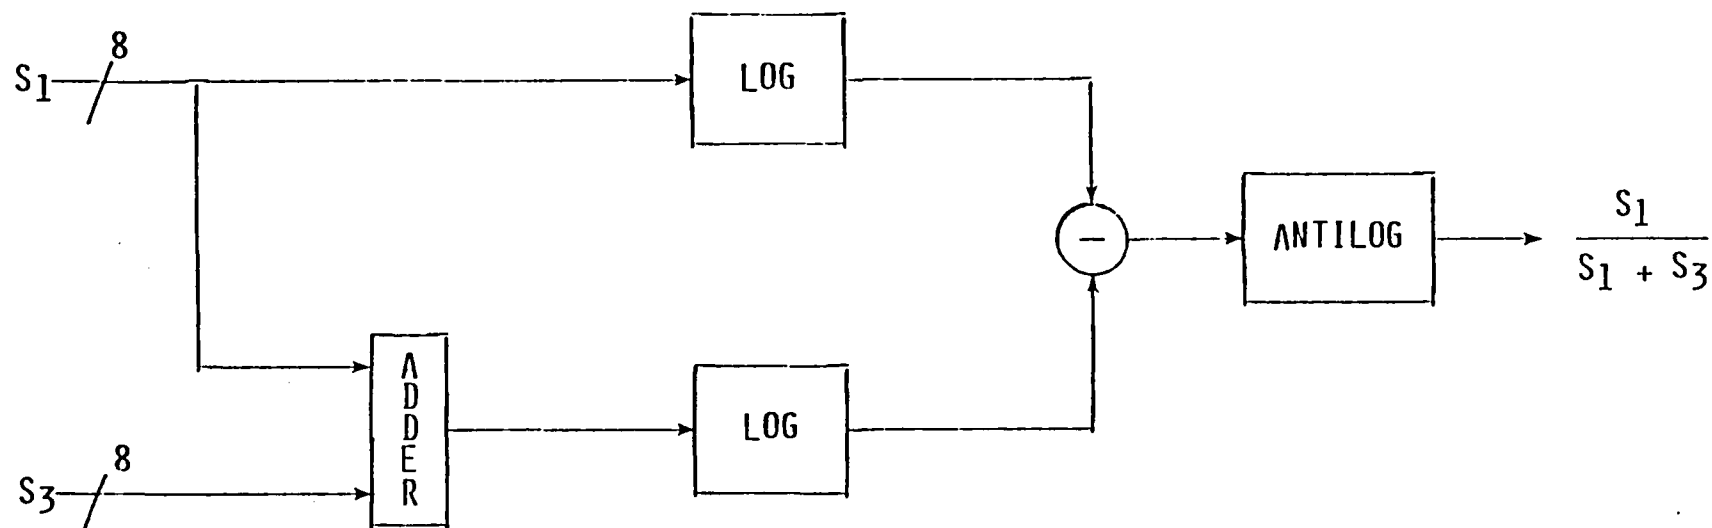 8
S1
LOG
−
ANTILOG
S1
S1 + S3
ADDER
LOG
8
S3